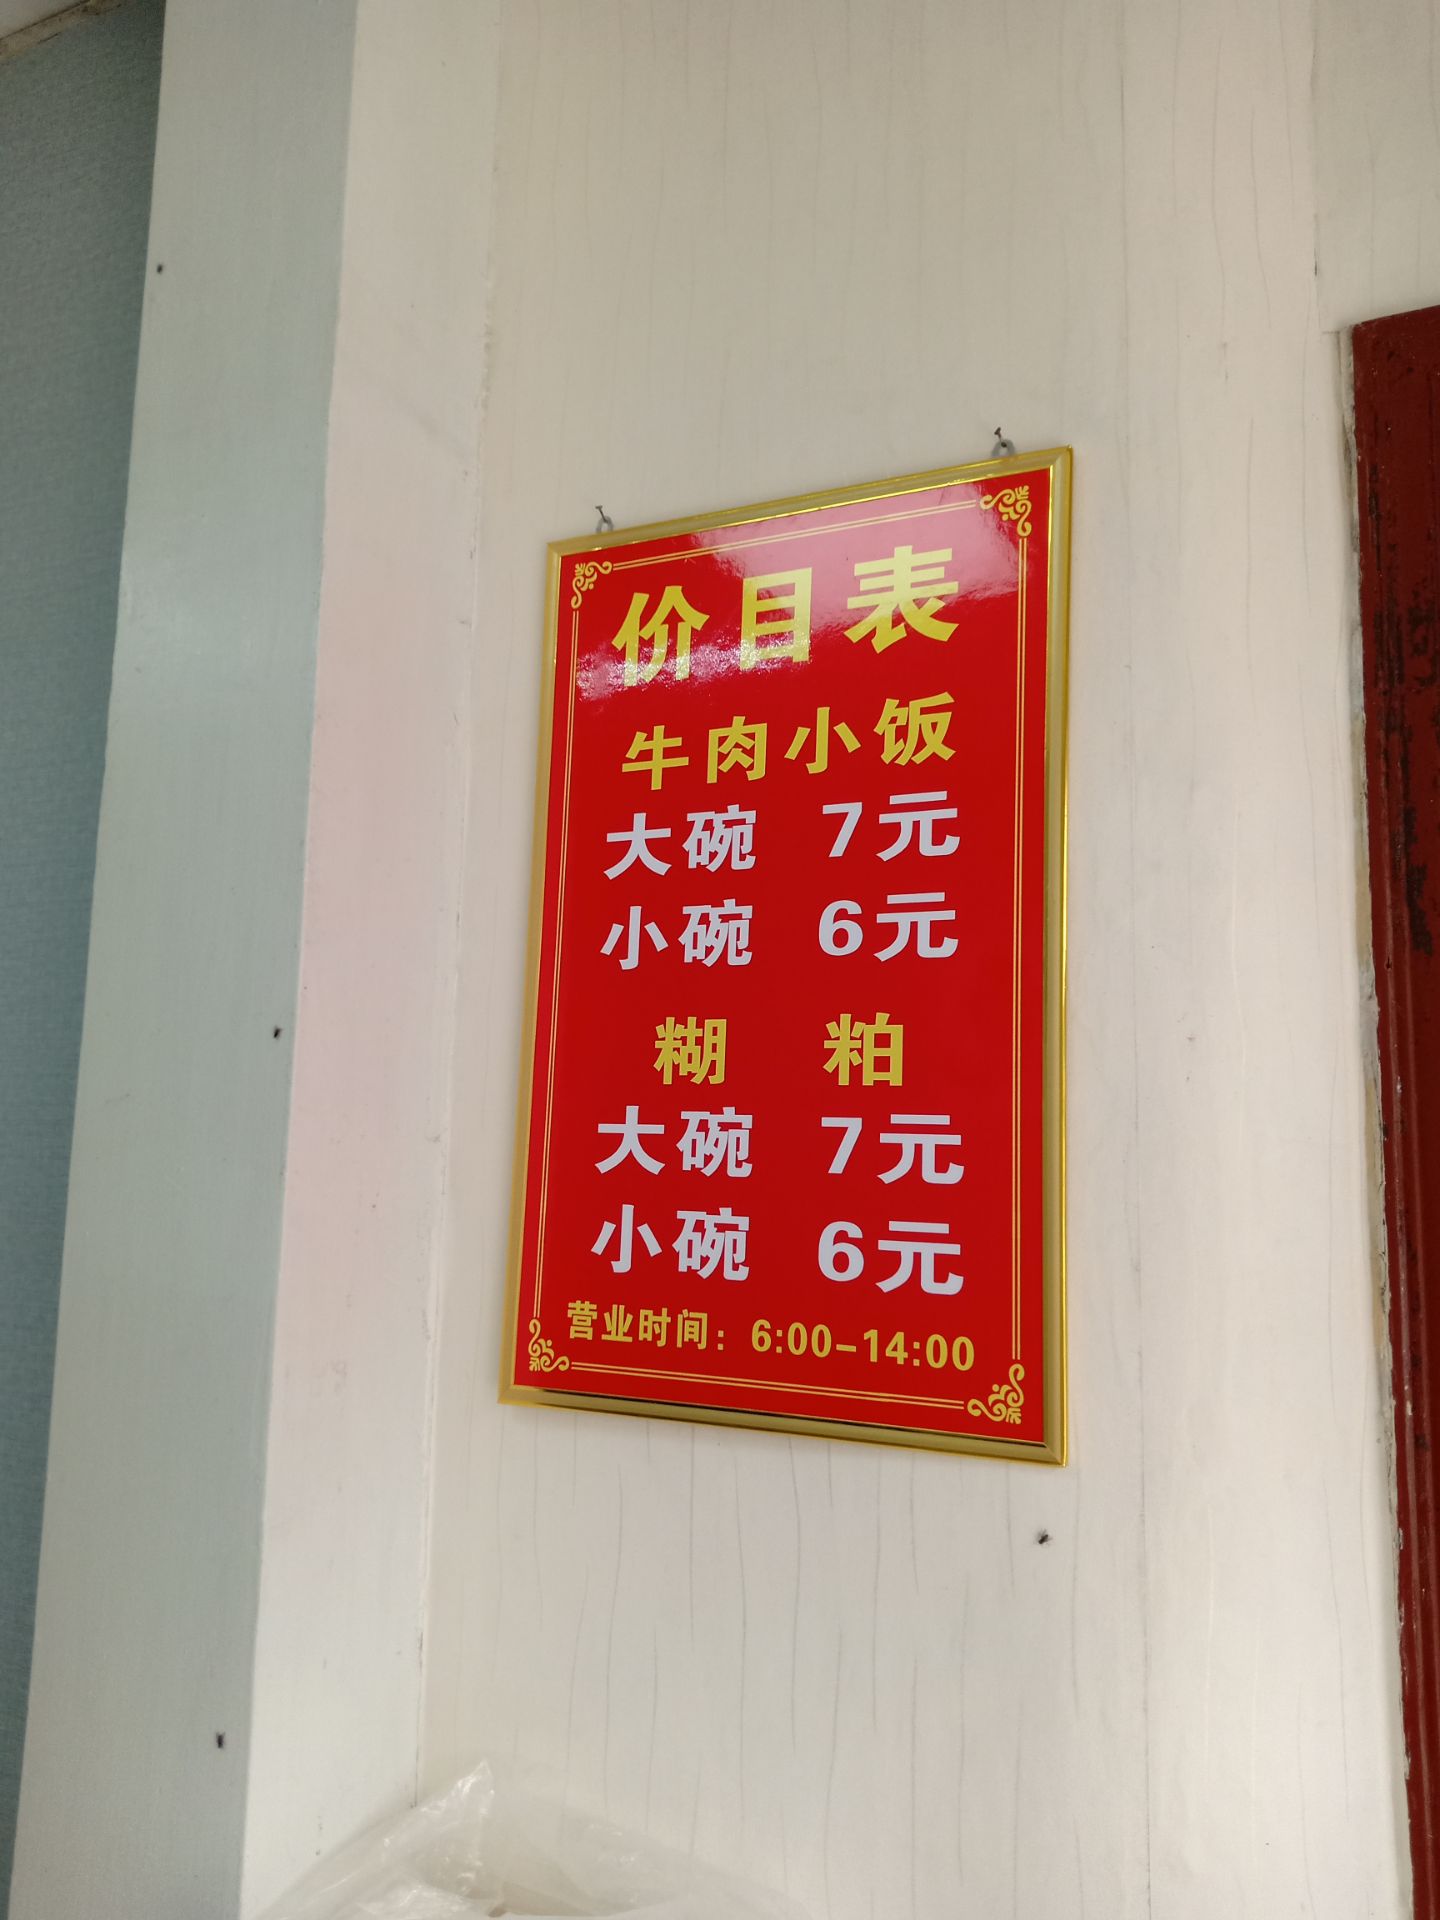 价目表
牛肉小饭
大碗 7元
小碗 6元
糊 粕
大碗 7元
小碗 6元
营业时间：6:00-14:00